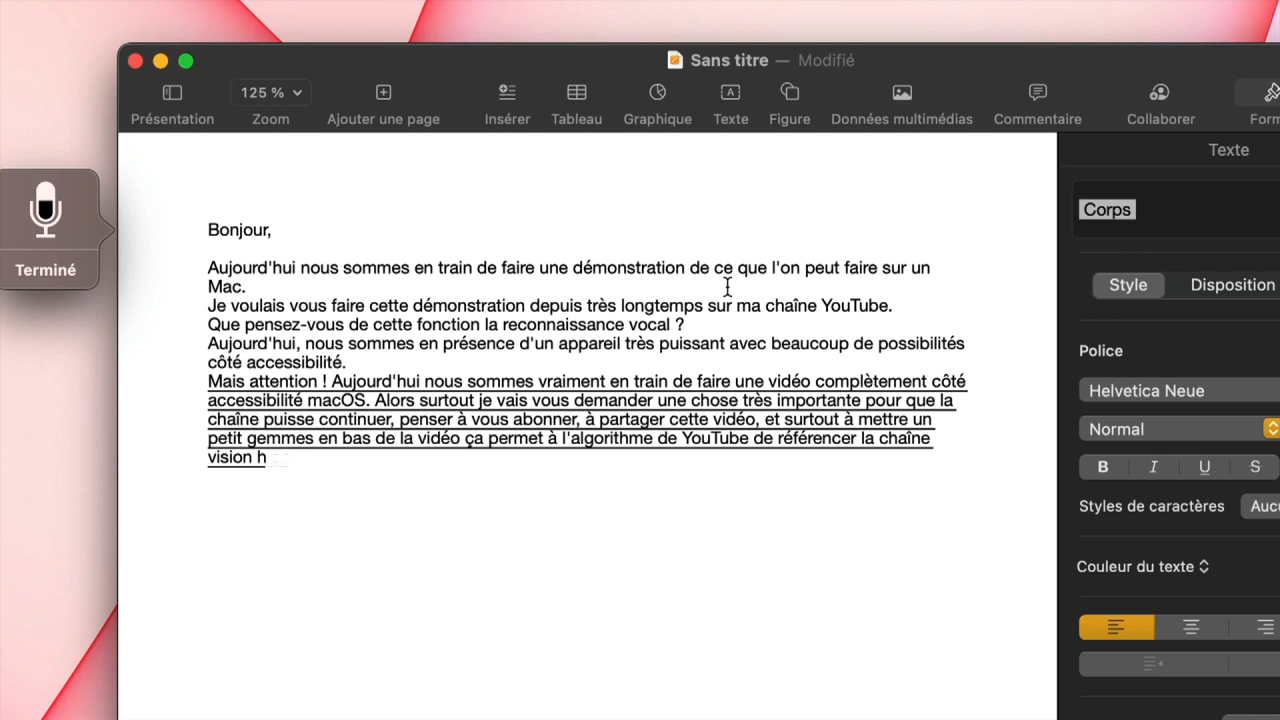 Sans titre — Modifié
125 %
Présentation Zoom Ajouter une page Insérer Tableau Graphique Texte Figure Données multimédias Commentaire Collaborer
Texte
Terminé
Bonjour,
Aujourd'hui nous sommes en train de faire une démonstration de ce que l'on peut faire sur un
Mac.
Je voulais vous faire cette démonstration depuis très longtemps sur ma chaîne YouTube.
Que pensez-vous de cette fonction la reconnaissance vocal ?
Aujourd'hui, nous sommes en présence d'un appareil très puissant avec beaucoup de possibilités
côté accessibilité.
Mais attention ! Aujourd'hui nous sommes vraiment en train de faire une vidéo complètement côté
accessibilité macOS. Alors surtout je vais vous demander une chose très importante pour que la
chaîne puisse continuer, penser à vous abonner, à partager cette vidéo, et surtout à mettre un
petit gemmes en bas de la vidéo ça permet à l'algorithme de YouTube de référencer la chaîne
vision h
Corps
Style Disposition
Police
Helvetica Neue
Normal
B I U S
Styles de caractères
Couleur du texte